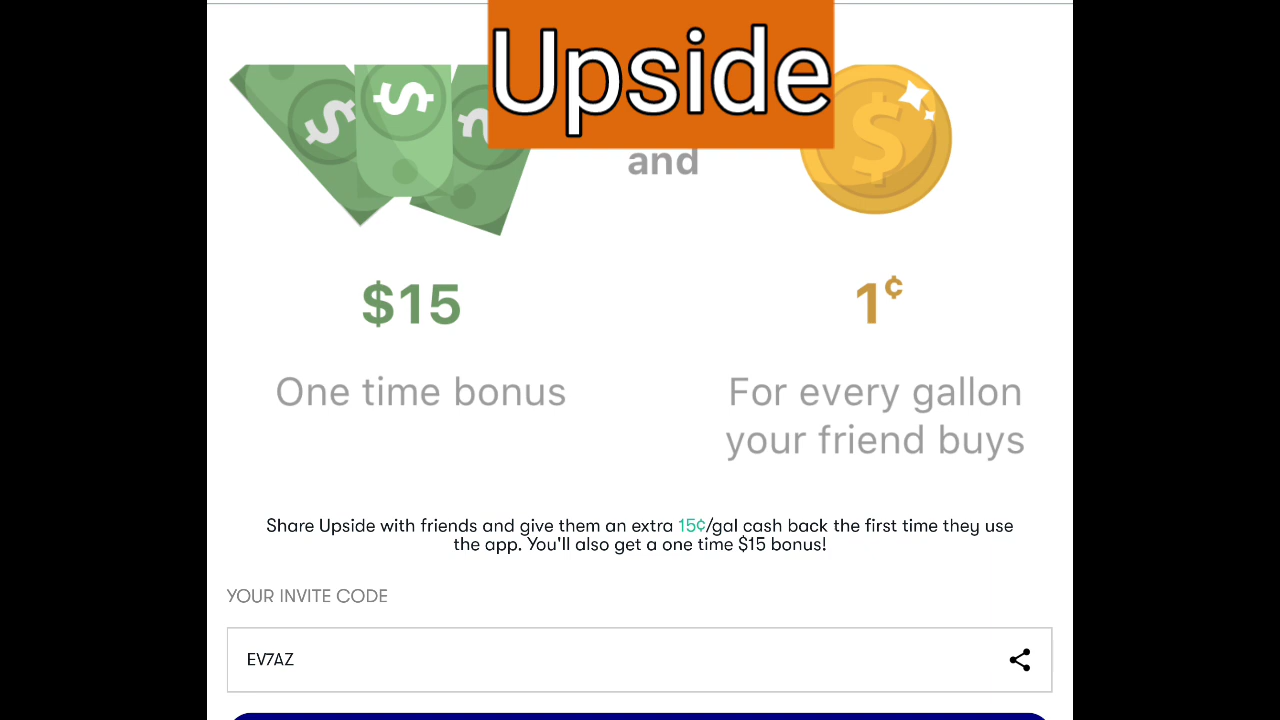 Upside
and
$15
1¢
One time bonus
For every gallon
your friend buys
Share Upside with friends and give them an extra 15¢/gal cash back the first time they use
the app. You'll also get a one time $15 bonus!
YOUR INVITE CODE
EV7AZ